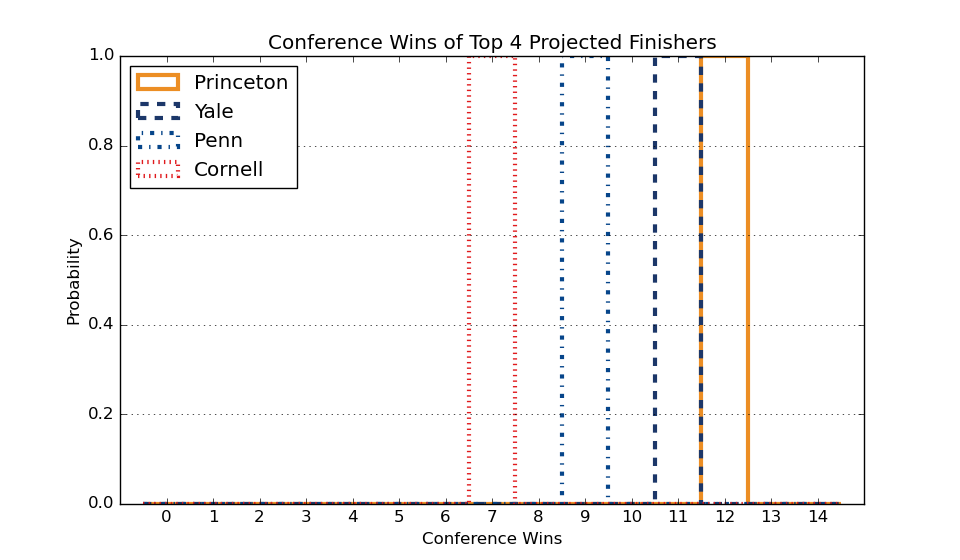 Conference Wins of Top 4 Projected Finishers
1.0
0.8
0.6
0.4
0.2
0.0
Probability
Princeton
Yale
Penn
Cornell
0 1 2 3 4 5 6 7 8 9 10 11 12 13 14
Conference Wins